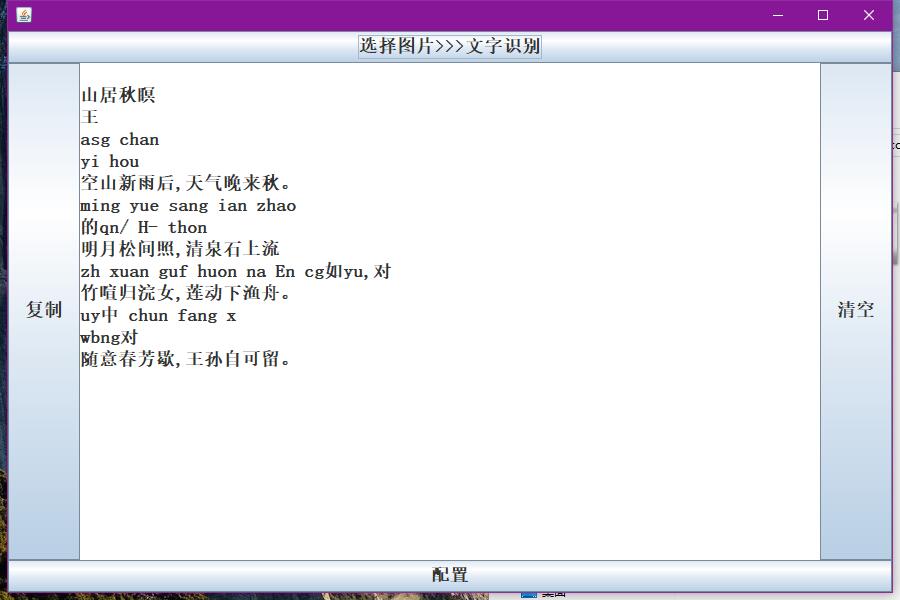 选择图片>>>文字识别
复制
山居秋暝
王
asg chan
yi hou
空山新雨后,天气晚来秋。
ming yue sang ian zhao
的qn/ H- thon
明月松间照,清泉石上流
zh xuan guf huon na En cg如yu,对
竹喧归浣女,莲动下渔舟。
uy中 chun fang x
wbng对
随意春芳歇,王孙自可留。
清空
配置